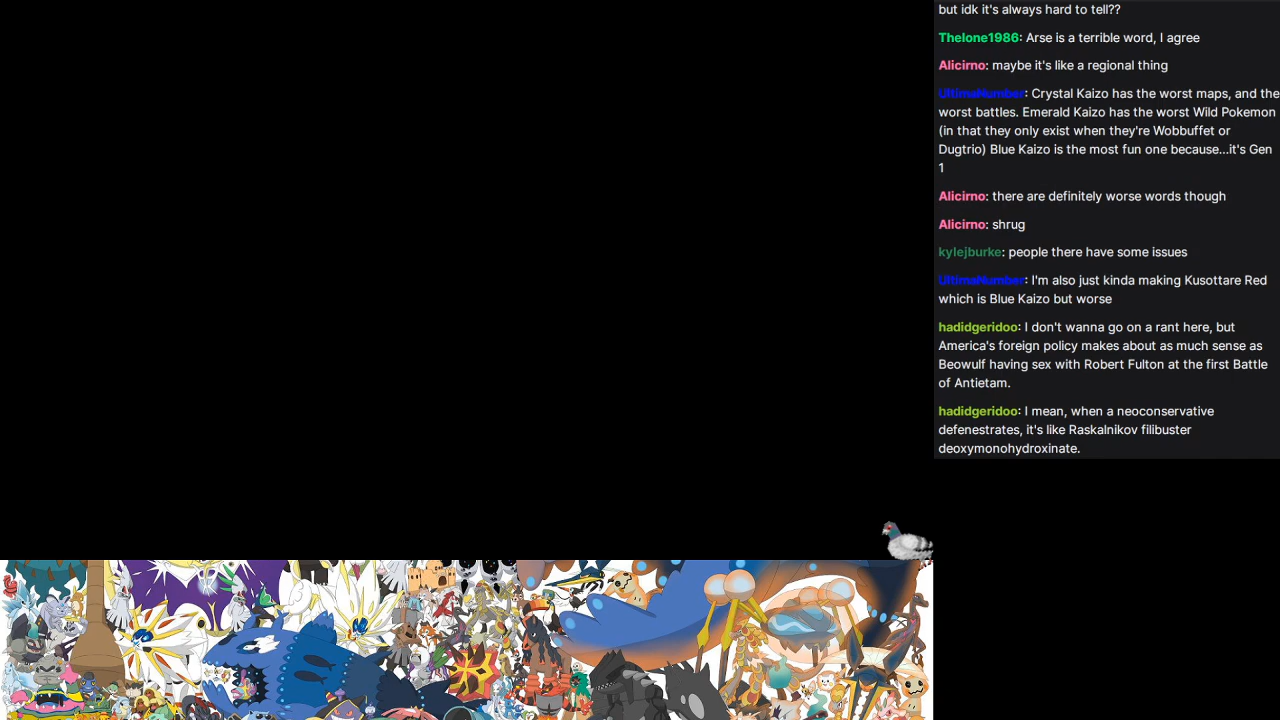 but idk it's always hard to tell??
Thelone1986: Arse is a terrible word, I agree
Alicirno: maybe it's like a regional thing
UltimaNumber: Crystal Kaizo has the worst maps, and the
worst battles. Emerald Kaizo has the worst Wild Pokemon
(in that they only exist when they're Wobbuffet or
Dugtrio) Blue Kaizo is the most fun one because...it's Gen
1
Alicirno: there are definitely worse words though
Alicirno: shrug
kylejburke: people there have some issues
UltimaNumber: I'm also just kinda making Kusottare Red
which is Blue Kaizo but worse
hadidgeridoo: I don't wanna go on a rant here, but
America's foreign policy makes about as much sense as
Beowulf having sex with Robert Fulton at the first Battle
of Antietam.
hadidgeridoo: I mean, when a neoconservative
defenestrates, it's like Raskalnikov filibuster
deoxymonohydroxinate.